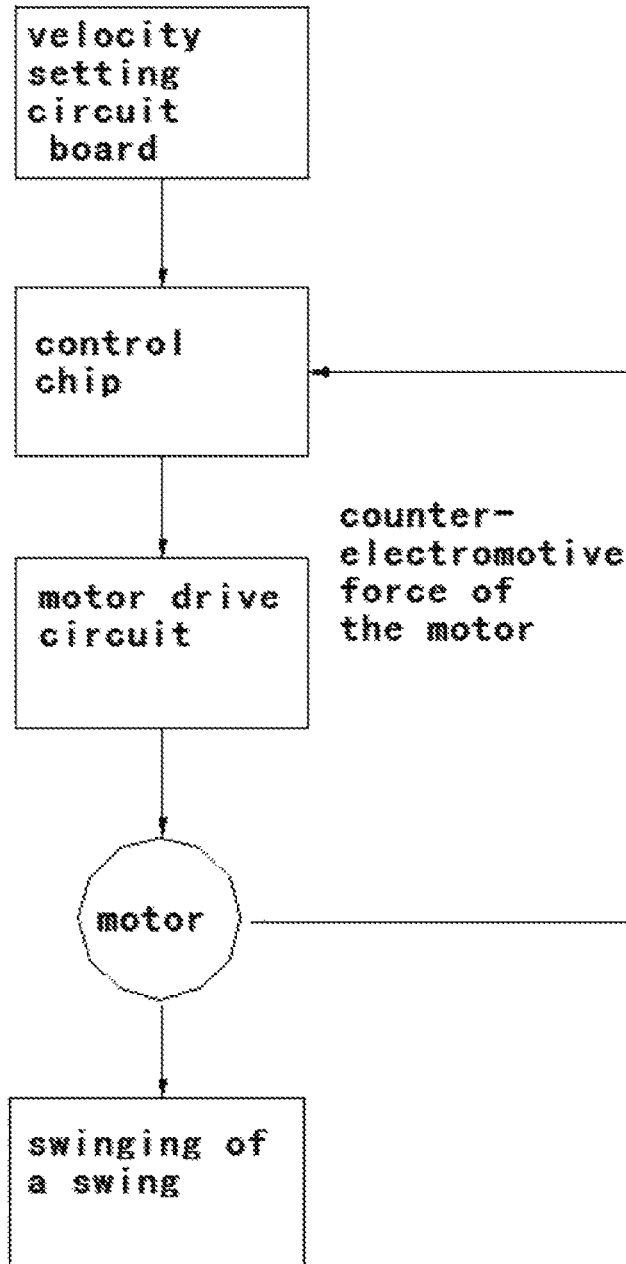 velocity
setting
circuit
board
control
chip
counter-
electromotive
force of
the motor
motor drive
circuit
motor
swinging of
a swing